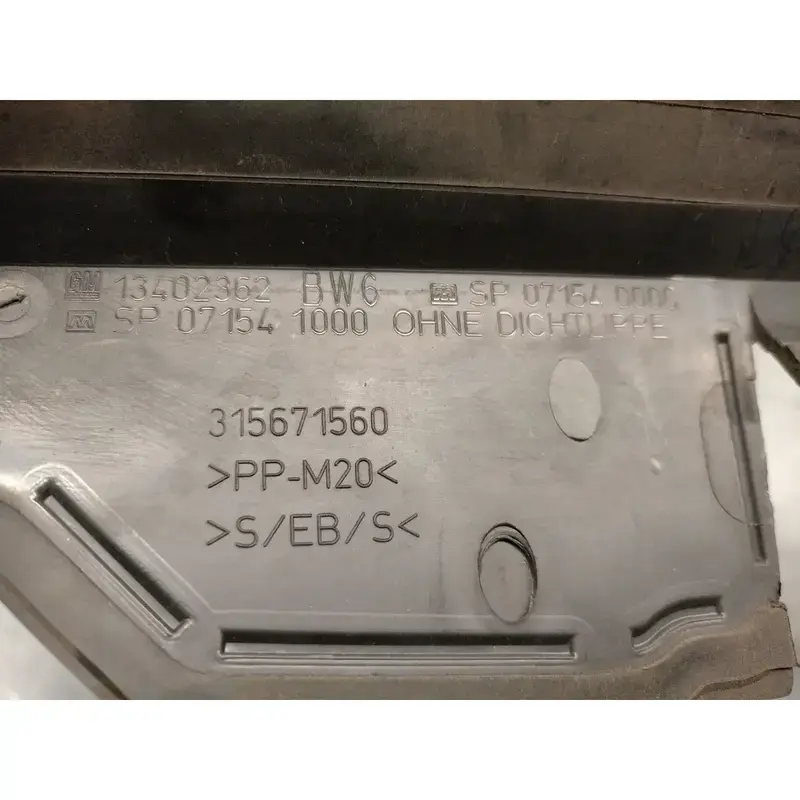 GM 13402362 BW6 SP 07154 0000
SP 07154 1000 OHNE DICHTLIPPE
315671560
>PP-M20<
>S/EB/S<